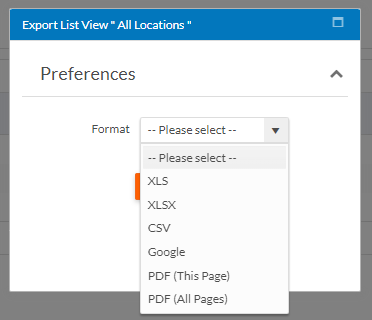 Export List View " All Locations "
Preferences
Format -- Please select --
-- Please select --
XLS
XLSX
CSV
Google
PDF (This Page)
PDF (All Pages)